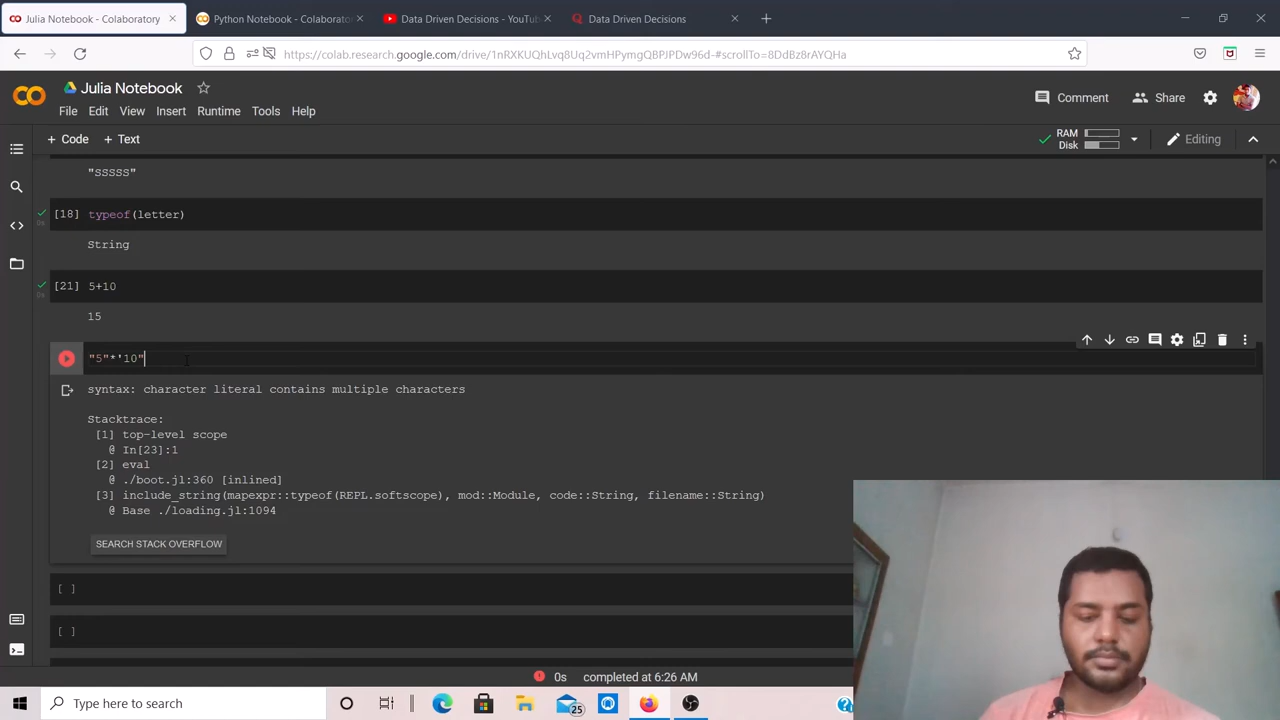 Julia Notebook - Colaboratory
Python Notebook - Colaborato
Data Driven Decisions - YouTub
Data Driven Decisions
https://colab.research.google.com/drive/1nRXKUQhLvq8Uq2vmHPymgQBPJPDw96d-#scrollTo=8DdBz8rAYQHa
Julia Notebook
File Edit View Insert Runtime Tools Help
Comment Share
+ Code + Text
RAM
Disk
Editing
"sssss"
[18] typeof(letter)
0s
String
[21] 5+10
0s
15
"5"*'10"
syntax: character literal contains multiple characters
Stacktrace:
[1] top-level scope
@ In[23]:1
[2] eval
@ ./boot.jl:360 [inlined]
[3] include_string(mapexpr::typeof(REPL.softscope), mod::Module, code::String, filename::String)
@ Base ./loading.jl:1094
SEARCH STACK OVERFLOW
[ ]
[ ]
0s completed at 6:26 AM
Type here to search
25